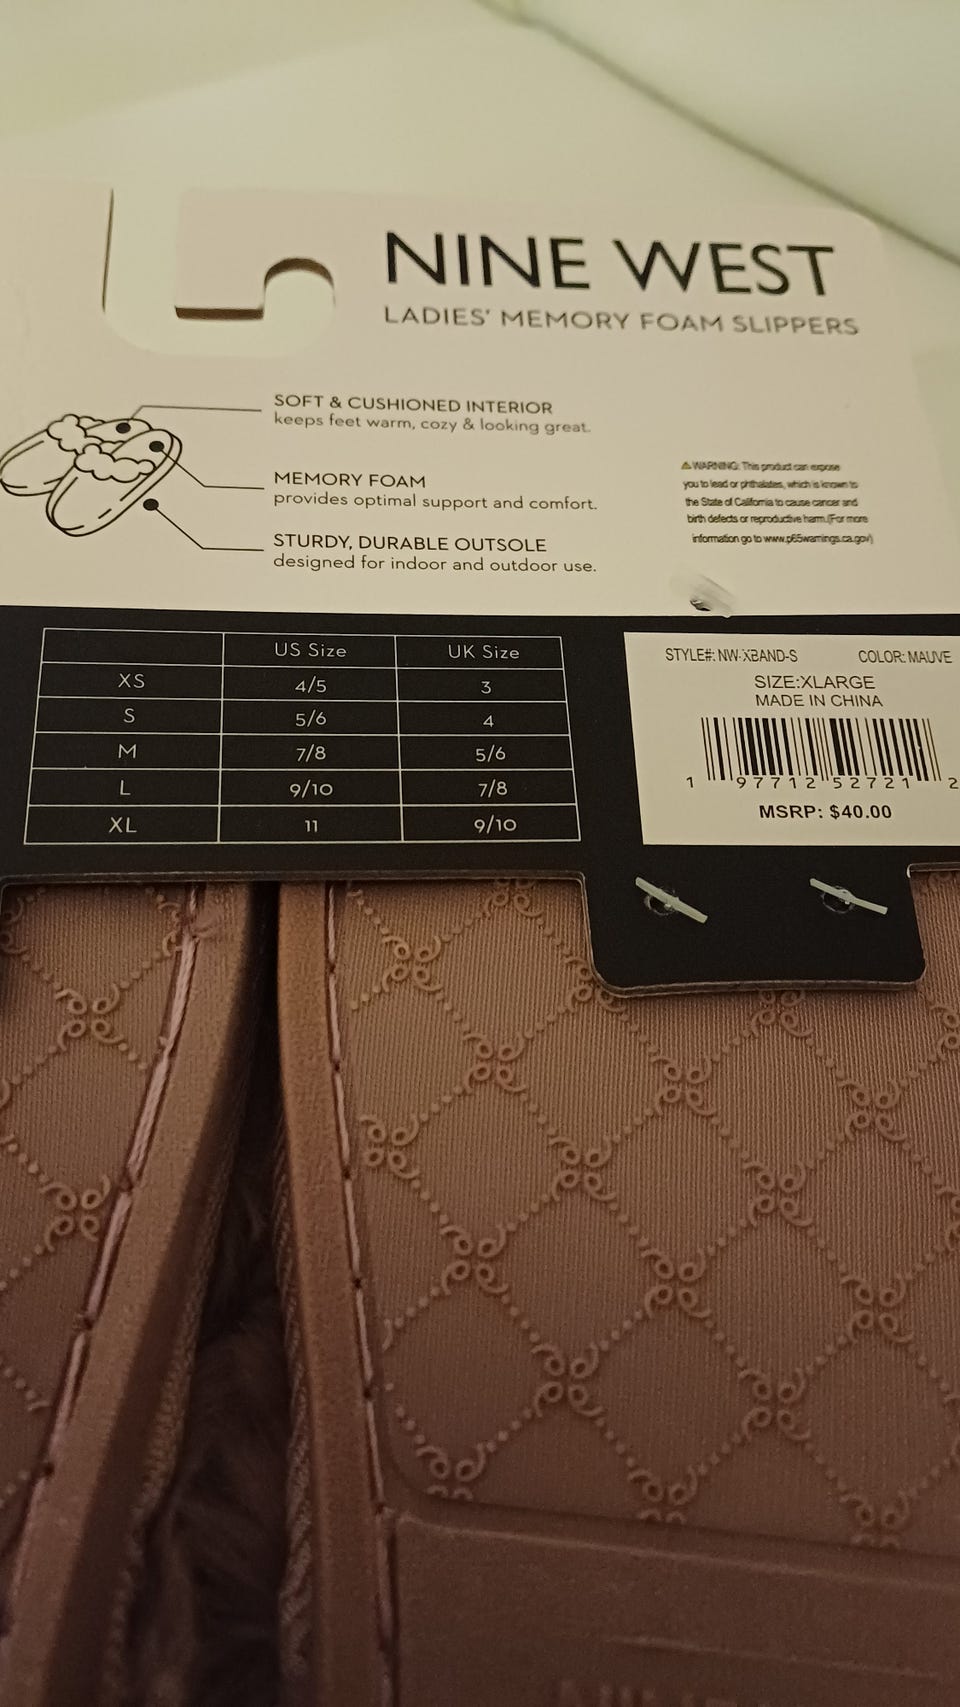 NINE WEST
LADIES' MEMORY FOAM SLIPPERS
SOFT & CUSHIONED INTERIOR
keeps feet warm, cozy & looking great.
MEMORY FOAM
provides optimal support and comfort.
STURDY, DURABLE OUTSOLE
designed for indoor and outdoor use.
⚠WARNING: This product can expose
you to lead or phthalates, which is known to
the State of California to cause cancer and
birth defects or reproductive harm.(For more
information go to www.p65warnings.ca.gov)
US Size UK Size
XS 4/5 3
S 5/6 4
M 7/8 5/6
L 9/10 7/8
XL 11 9/10
STYLE#: NW-XBAND-S COLOR: MAUVE
SIZE:XLARGE
MADE IN CHINA
1 97712 52721 2
MSRP: $40.00